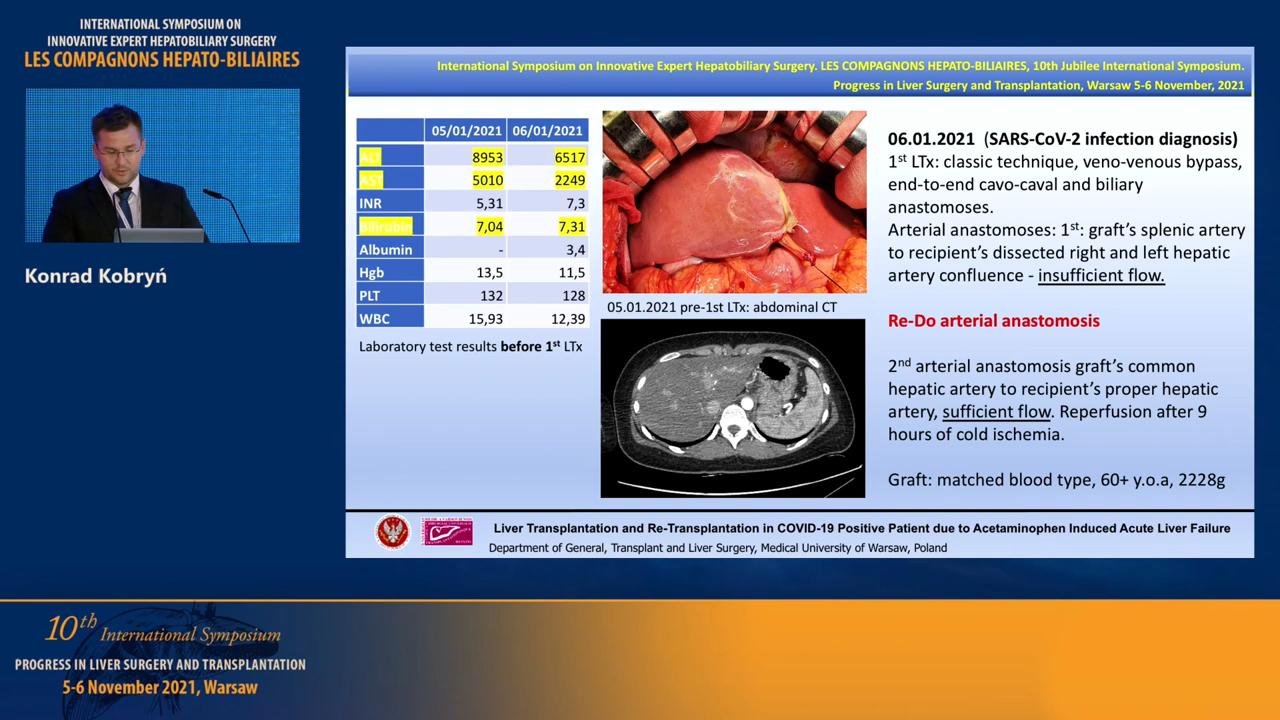 INTERNATIONAL SYMPOSIUM ON
INNOVATIVE EXPERT HEPATOBILIARY SURGERY
LES COMPAGNONS HEPATO-BILIAIRES
Konrad Kobryń
International Symposium on Innovative Expert Hepatobiliary Surgery. LES COMPAGNONS HEPATO-BILIAIRES, 10th Jubilee International Symposium.
Progress in Liver Surgery and Transplantation, Warsaw 5-6 November, 2021
05/01/2021 06/01/2021
ALT 8953 6517
AST 5010 2249
INR 5,31 7,3
Bilirubin 7,04 7,31
Albumin - 3,4
Hgb 13,5 11,5
PLT 132 128
WBC 15,93 12,39
Laboratory test results before 1st LTx
05.01.2021 pre-1st LTx: abdominal CT
06.01.2021 (SARS-CoV-2 infection diagnosis)
1st LTx: classic technique, veno-venous bypass,
end-to-end cavo-caval and biliary
anastomoses.
Arterial anastomoses: 1st: graft's splenic artery
to recipient's dissected right and left hepatic
artery confluence - insufficient flow.
Re-Do arterial anastomosis
2nd arterial anastomosis graft's common
hepatic artery to recipient's proper hepatic
artery, sufficient flow. Reperfusion after 9
hours of cold ischemia.
Graft: matched blood type, 60+ y.o.a, 2228g
Liver Transplantation and Re-Transplantation in COVID-19 Positive Patient due to Acetaminophen Induced Acute Liver Failure
Department of General, Transplant and Liver Surgery, Medical University of Warsaw, Poland
10th International Symposium
PROGRESS IN LIVER SURGERY AND TRANSPLANTATION
5-6 November 2021, Warsaw